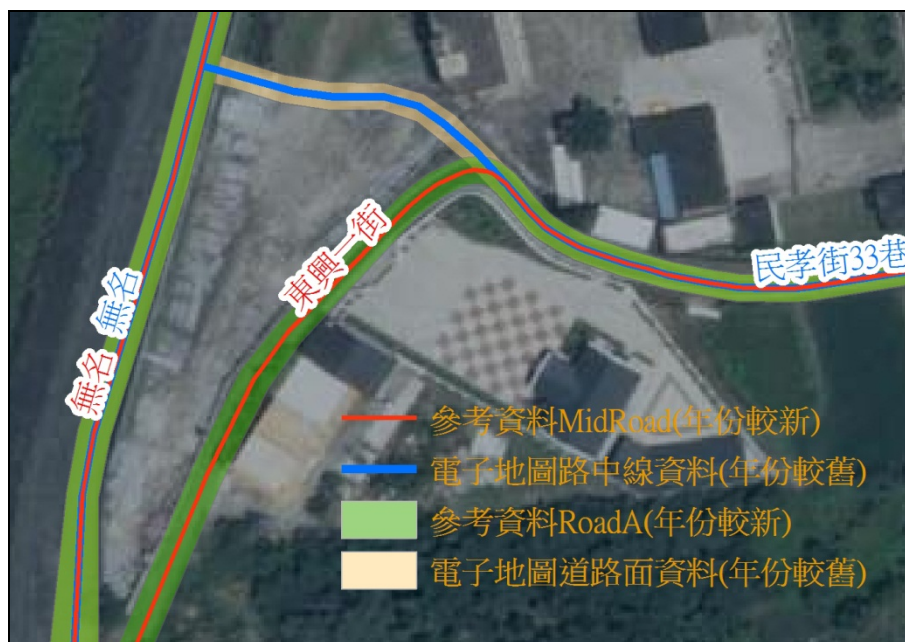 東興一街
民孝街33巷
無名
無名
參考資料MidRoad(年份較新)
電子地圖路中線資料(年份較舊)
參考資料RoadA(年份較新)
電子地圖道路面資料(年份較舊)